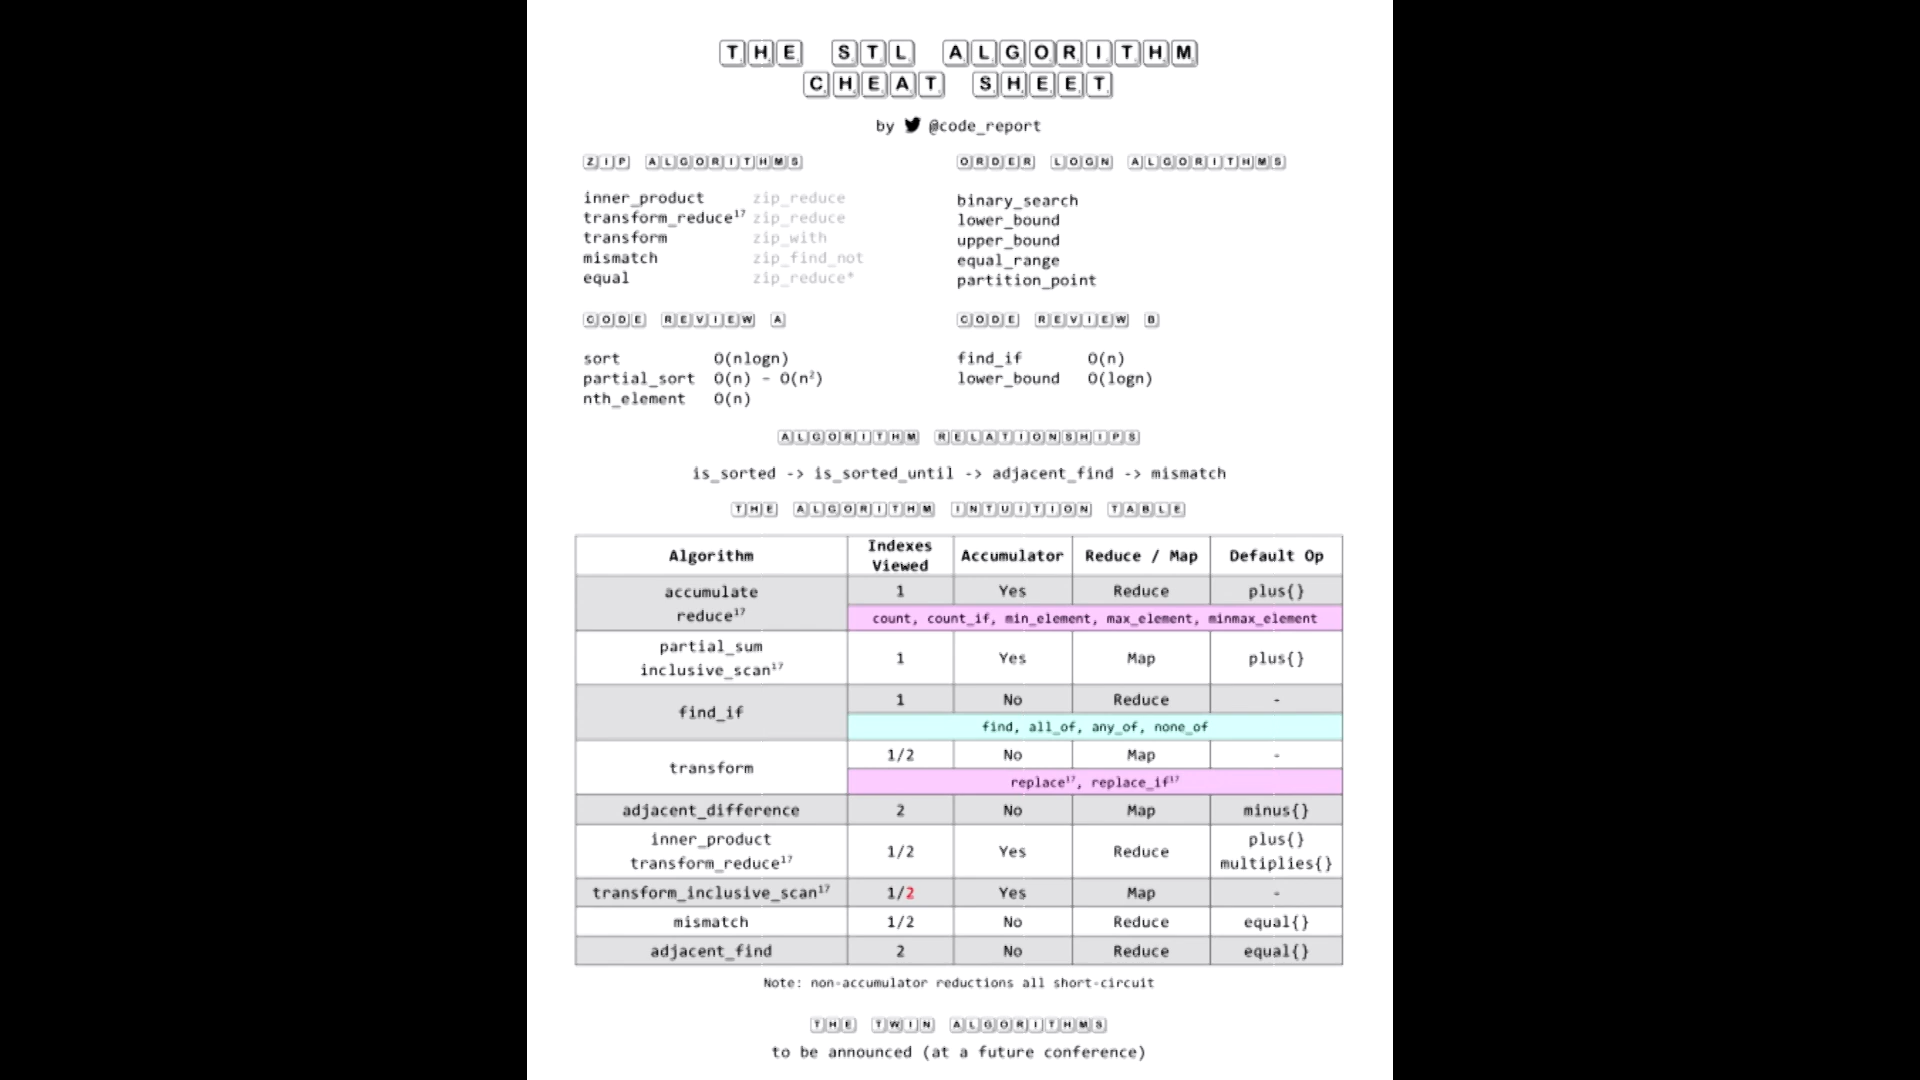 THE STL ALGORITHM
CHEAT SHEET
by @code_report
ZIP ALGORITHMS
inner_product zip_reduce
transform_reduce¹⁷ zip_reduce
transform zip_with
mismatch zip_find_not
equal zip_reduce*
ORDER LOGN ALGORITHMS
binary_search
lower_bound
upper_bound
equal_range
partition_point
CODE REVIEW A
sort O(nlogn)
partial_sort O(n) - O(n²)
nth_element O(n)
CODE REVIEW B
find_if O(n)
lower_bound O(logn)
ALGORITHM RELATIONSHIPS
is_sorted -> is_sorted_until -> adjacent_find -> mismatch
THE ALGORITHM INTUITION TABLE
Algorithm Indexes Viewed Accumulator Reduce / Map Default Op
accumulate reduce¹⁷ 1 Yes Reduce plus{}
count, count_if, min_element, max_element, minmax_element
partial_sum inclusive_scan¹⁷ 1 Yes Map plus{}
find_if 1 No Reduce -
find, all_of, any_of, none_of
transform 1/2 No Map -
replace¹⁷, replace_if¹⁷
adjacent_difference 2 No Map minus{}
inner_product transform_reduce¹⁷ 1/2 Yes Reduce plus{} multiplies{}
transform_inclusive_scan¹⁷ 1/2 Yes Map -
mismatch 1/2 No Reduce equal{}
adjacent_find 2 No Reduce equal{}
Note: non-accumulator reductions all short-circuit
THE TWIN ALGORITHMS
to be announced (at a future conference)